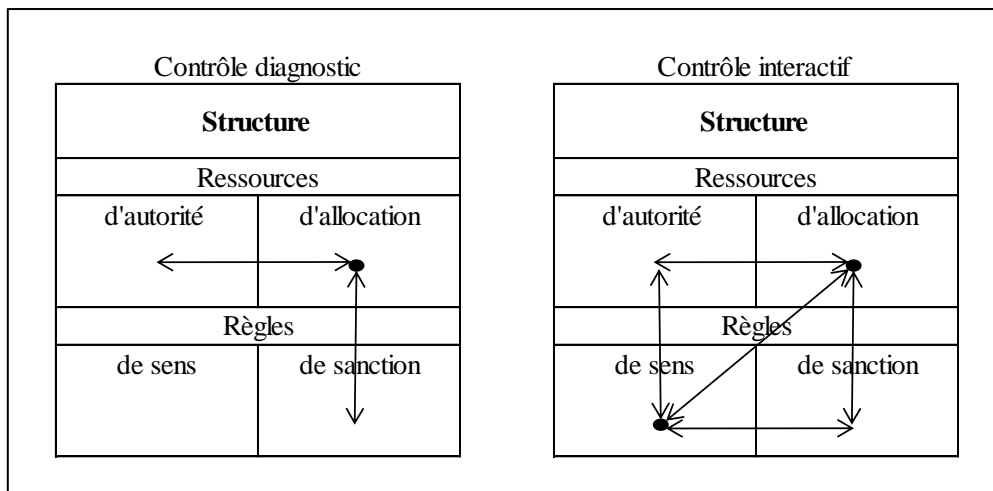 Contrôle diagnostic
Structure
Ressources
d'autorité d'allocation
Règles
de sens de sanction
Contrôle interactif
Structure
Ressources
d'autorité d'allocation
Règles
de sens de sanction